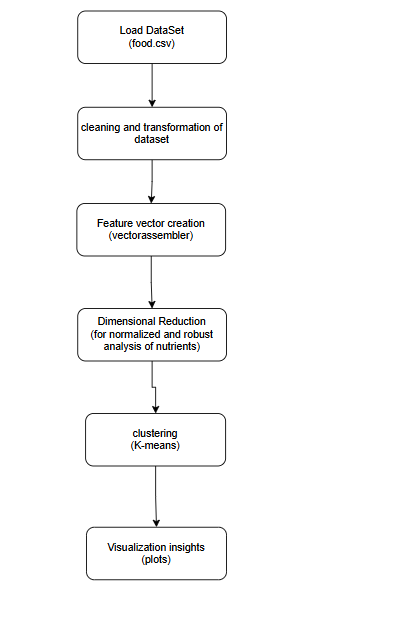 Load DataSet
(food.csv)
cleaning and transformation of
dataset
Feature vector creation
(vectorassembler)
Dimensional Reduction
(for normalized and robust
analysis of nutrients)
clustering
(K-means)
Visualization insights
(plots)